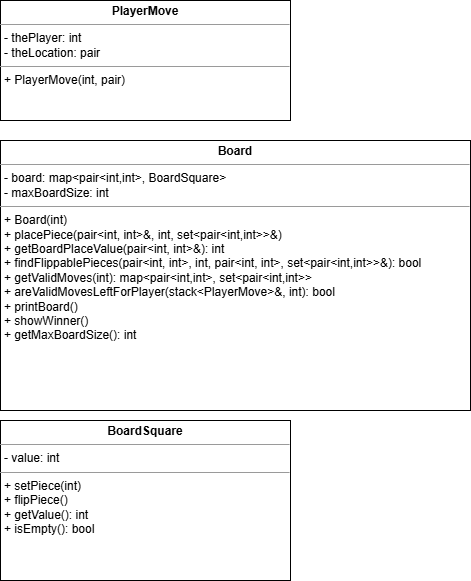 PlayerMove
- thePlayer: int
- theLocation: pair
+ PlayerMove(int, pair)
Board
- board: map<pair<int,int>, BoardSquare>
- maxBoardSize: int
+ Board(int)
+ placePiece(pair<int, int>&, int, set<pair<int,int>>&)
+ getBoardPlaceValue(pair<int, int>&): int
+ findFlippablePieces(pair<int, int>, int, pair<int, int>, set<pair<int,int>>&): bool
+ getValidMoves(int): map<pair<int,int>, set<pair<int,int>>
+ areValidMovesLeftForPlayer(stack<PlayerMove>&, int): bool
+ printBoard()
+ showWinner()
+ getMaxBoardSize(): int
BoardSquare
- value: int
+ setPiece(int)
+ flipPiece()
+ getValue(): int
+ isEmpty(): bool